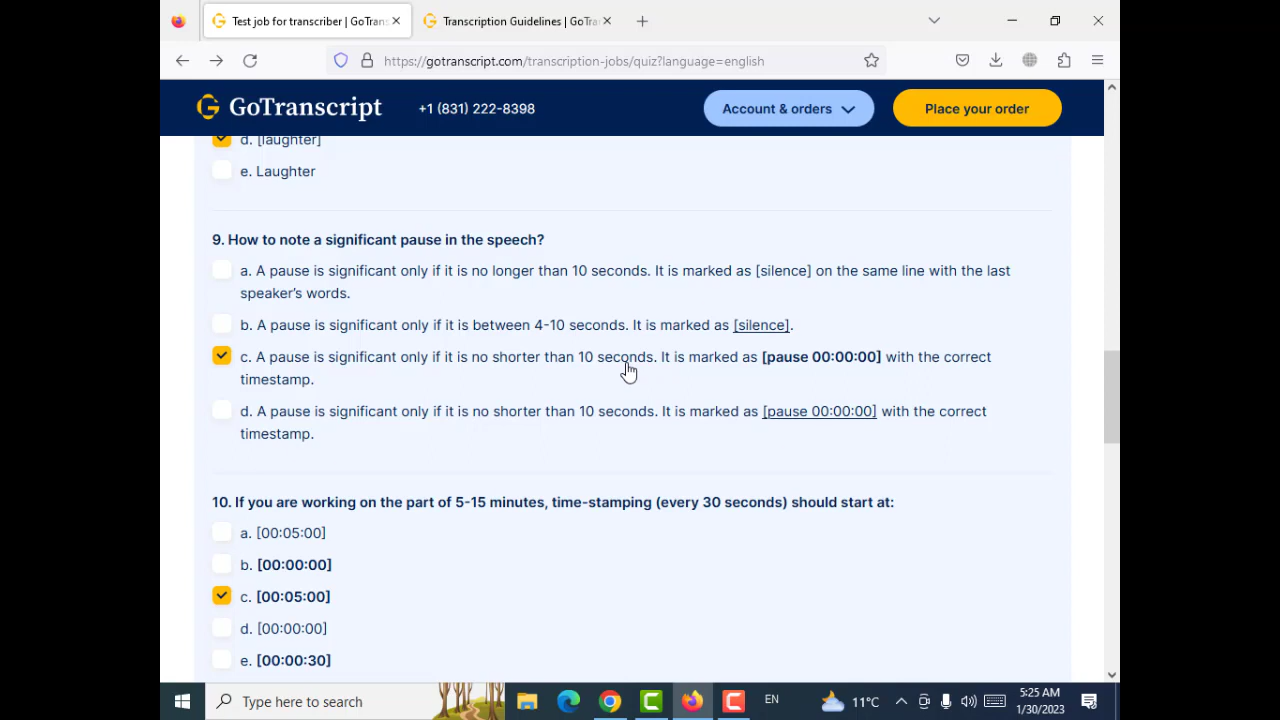 Test job for transcriber | GoTrans
Transcription Guidelines | GoTra
https://gotranscript.com/transcription-jobs/quiz?language=english
GoTranscript
+1 (831) 222-8398
Account & orders
Place your order
d. [laughter]
e. Laughter
9. How to note a significant pause in the speech?
a. A pause is significant only if it is no longer than 10 seconds. It is marked as [silence] on the same line with the last
speaker's words.
b. A pause is significant only if it is between 4-10 seconds. It is marked as [silence].
c. A pause is significant only if it is no shorter than 10 seconds. It is marked as [pause 00:00:00] with the correct
timestamp.
d. A pause is significant only if it is no shorter than 10 seconds. It is marked as [pause 00:00:00] with the correct
timestamp.
10. If you are working on the part of 5-15 minutes, time-stamping (every 30 seconds) should start at:
a. [00:05:00]
b. [00:00:00]
c. [00:05:00]
d. [00:00:00]
e. [00:00:30]
Type here to search
EN
11°C
5:25 AM
1/30/2023